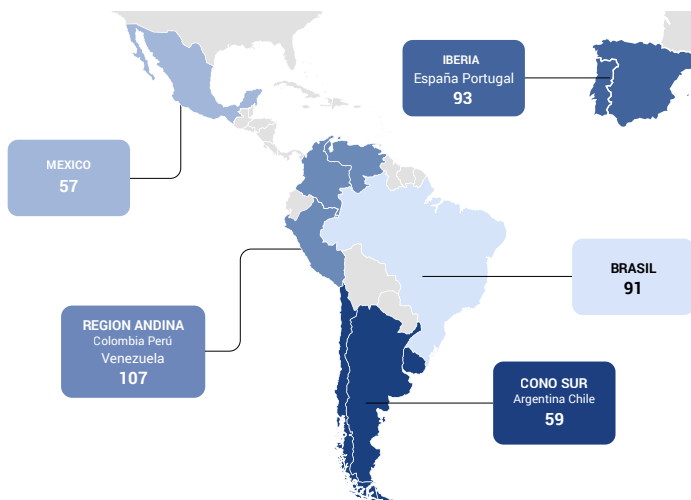 IBERIA
España Portugal
93
MEXICO
57
BRASIL
91
REGION ANDINA
Colombia Perú
Venezuela
107
CONO SUR
Argentina Chile
59